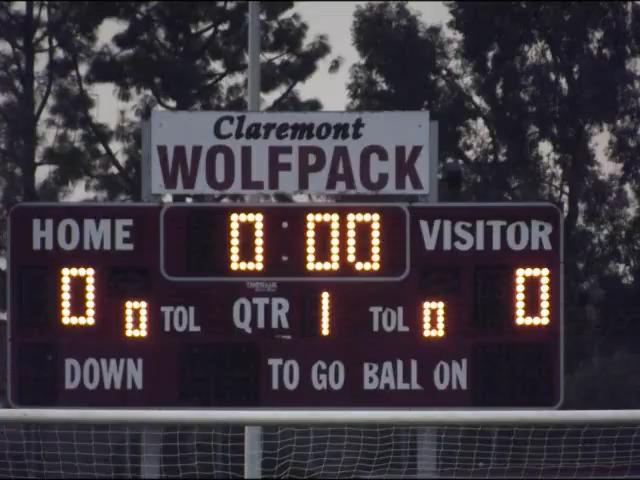 Claremont
WOLFPACK
HOME 0:00 VISITOR
0 0 TOL QTR 1 TOL 0 0
DOWN TO GO BALL ON